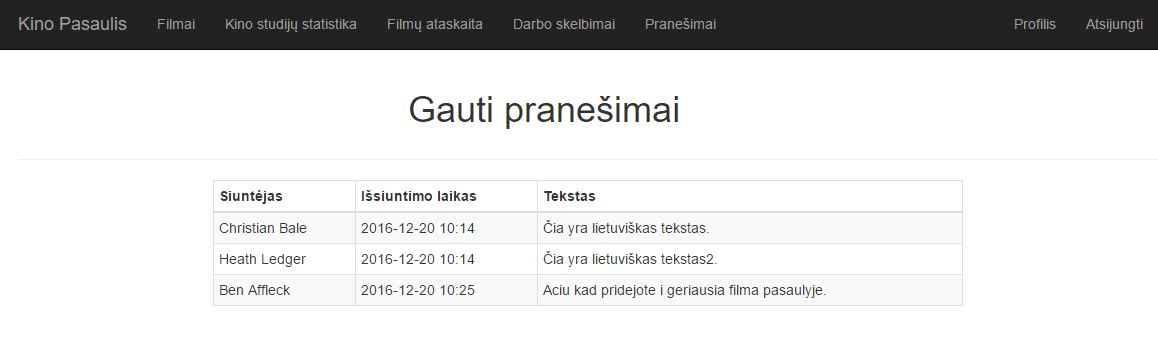 Kino Pasaulis Filmai Kino studijų statistika Filmų ataskaita Darbo skelbimai Pranešimai Profilis Atsijungti
Gauti pranešimai
Siuntėjas Išsiuntimo laikas Tekstas
Christian Bale 2016-12-20 10:14 Čia yra lietuviškas tekstas.
Heath Ledger 2016-12-20 10:14 Čia yra lietuviškas tekstas2.
Ben Affleck 2016-12-20 10:25 Aciu kad pridejote i geriausia filma pasaulyje.